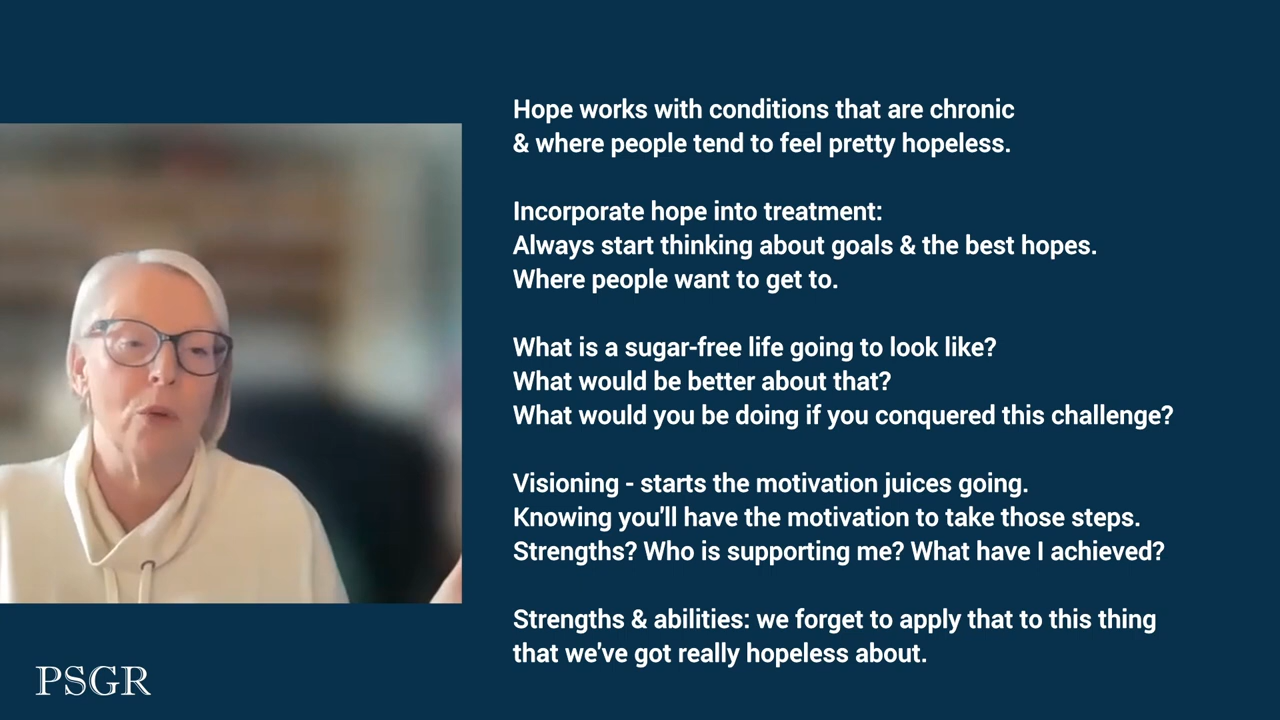 Hope works with conditions that are chronic
& where people tend to feel pretty hopeless.
Incorporate hope into treatment:
Always start thinking about goals & the best hopes.
Where people want to get to.
What is a sugar-free life going to look like?
What would be better about that?
What would you be doing if you conquered this challenge?
Visioning - starts the motivation juices going.
Knowing you'll have the motivation to take those steps.
Strengths? Who is supporting me? What have I achieved?
Strengths & abilities: we forget to apply that to this thing
that we've got really hopeless about.
PSGR